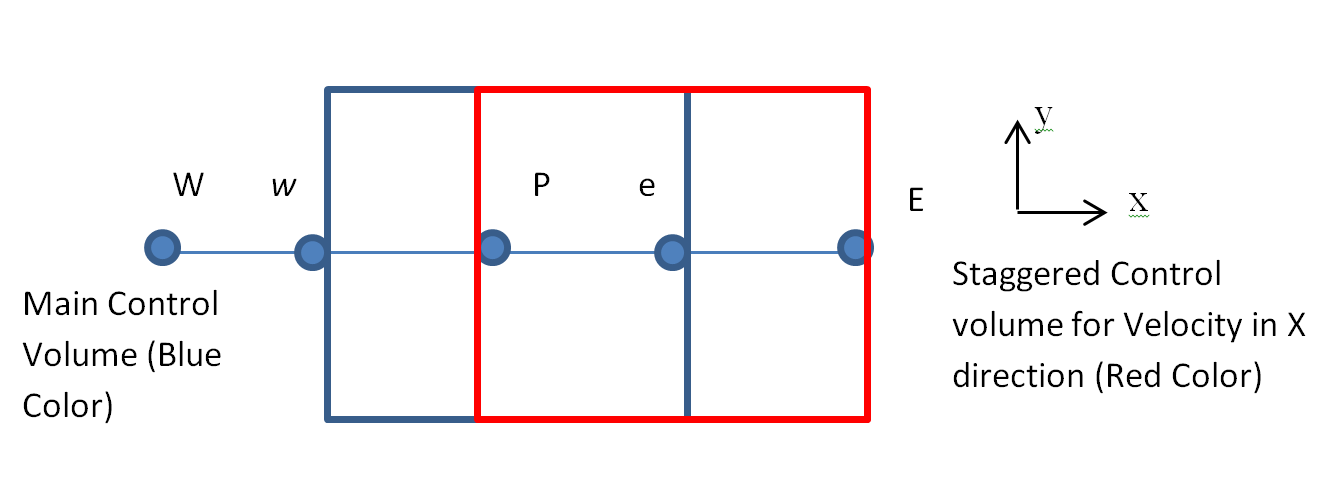 W w P e E
y
x
Main Control
Volume (Blue
Color)
Staggered Control
volume for Velocity in X
direction (Red Color)